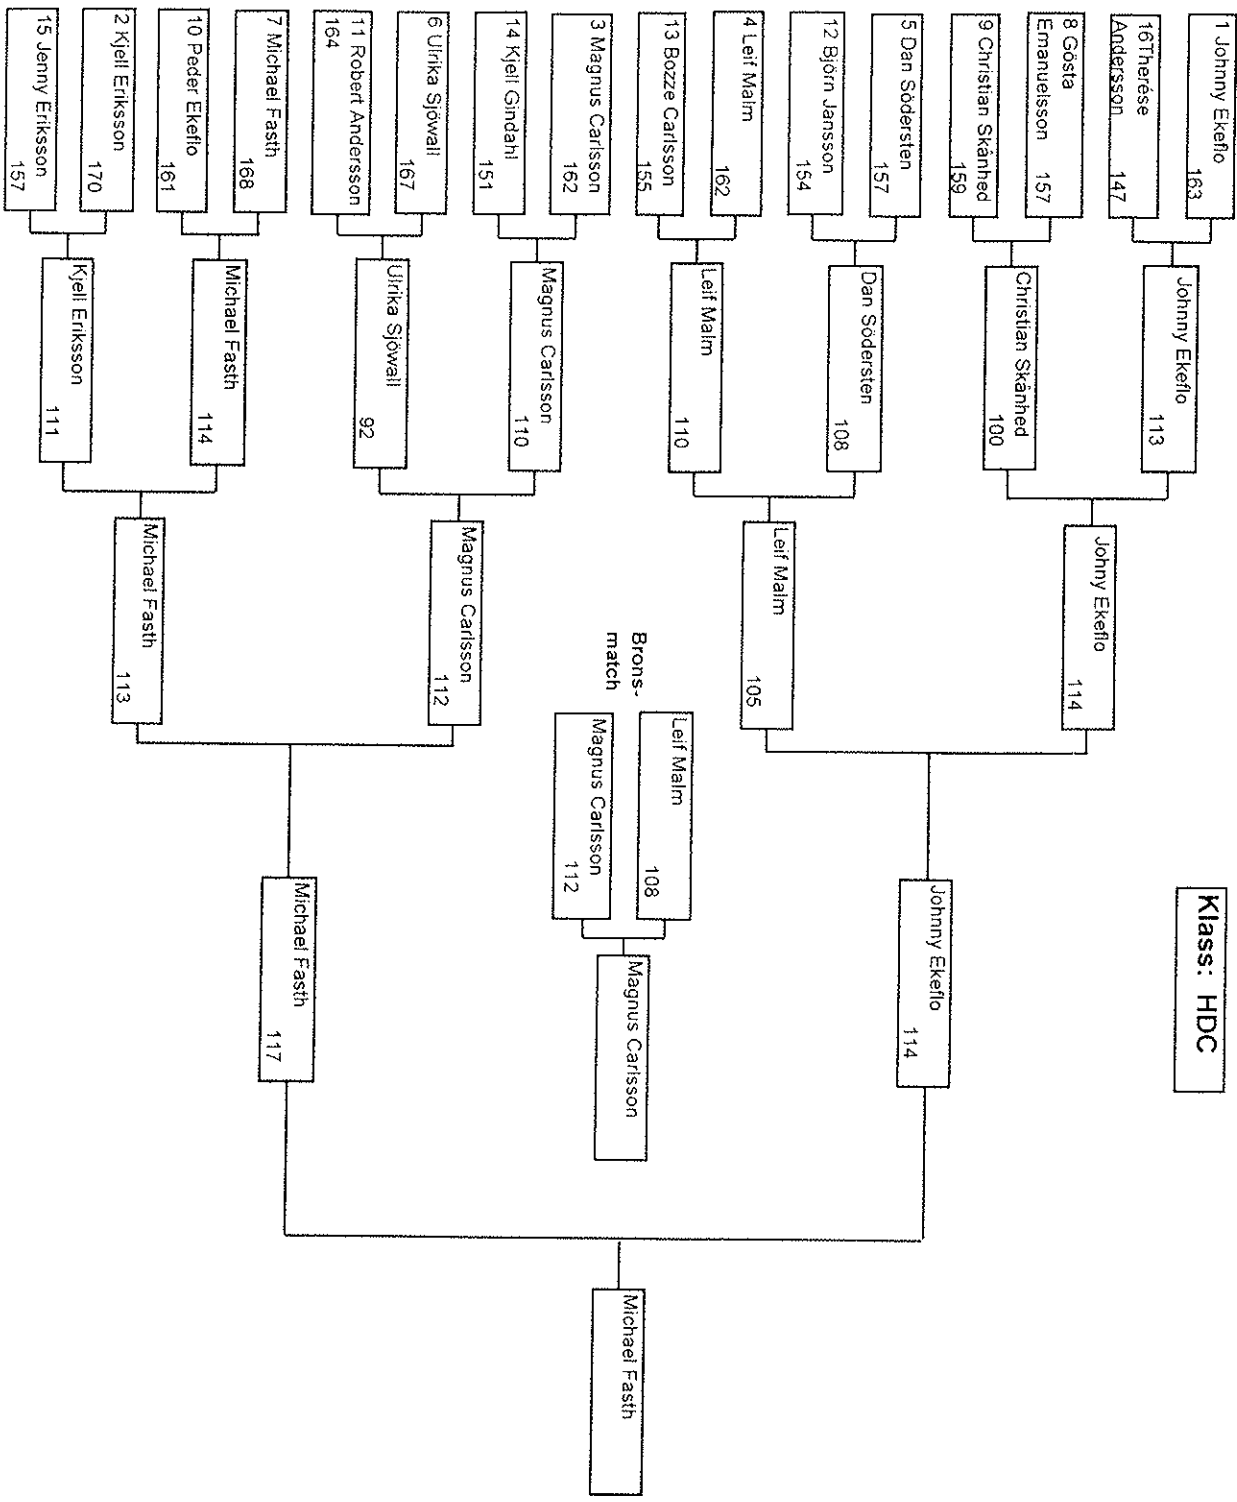 Klass: HDC
1 Johnny Ekeflo
163
16Therése
Andersson 147
8 Gösta
Emanuelsson 157
9 Christian Skånhed
159
5 Dan Södersten
157
12 Björn Jansson
154
4 Leif Malm
162
13 Bozze Carlsson
155
3 Magnus Carlsson
162
14 Kjell Gindahl
151
6 Ulrika Sjöwall
167
11 Robert Andersson
164
7 Michael Fasth
168
10 Peder Ekeflo
161
2 Kjell Eriksson
170
15 Jenny Eriksson
157
Johnny Ekeflo
113
Christian Skånhed
100
Dan Södersten
108
Leif Malm
110
Magnus Carlsson
110
Ulrika Sjöwall
92
Michael Fasth
114
Kjell Eriksson
111
Johny Ekeflo
114
Leif Malm
105
Magnus Carlsson
112
Michael Fasth
113
Brons-
match
Leif Malm
108
Magnus Carlsson
112
Magnus Carlsson
Johnny Ekeflo
114
Michael Fasth
117
Michael Fasth